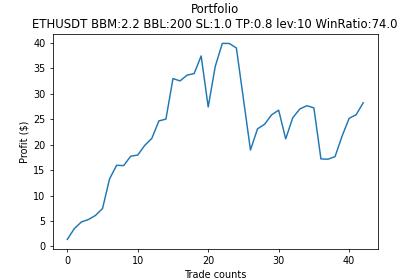 Portfolio
ETHUSDT BBM:2.2 BBL:200 SL:1.0 TP:0.8 lev:10 WinRatio:74.0
40
35
30
25
20
15
10
5
0
Profit ($)
0 10 20 30 40
Trade counts